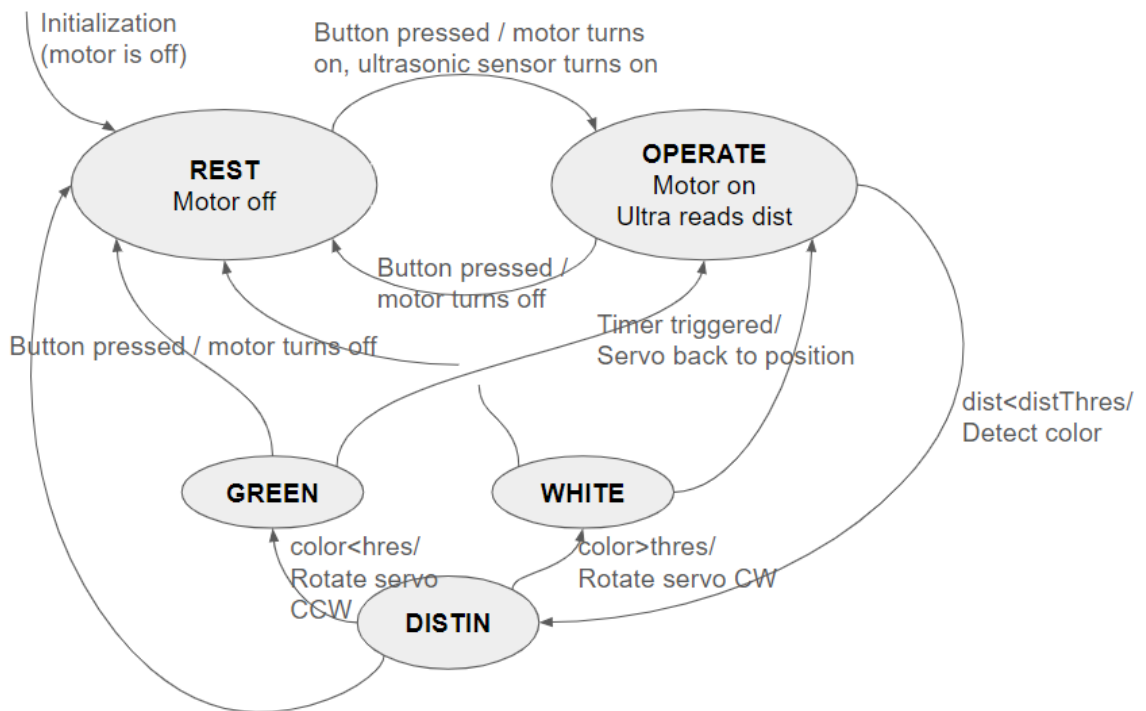 Initialization
(motor is off)
Button pressed / motor turns
on, ultrasonic sensor turns on
REST
Motor off
OPERATE
Motor on
Ultra reads dist
Button pressed /
motor turns off
Button pressed / motor turns off
Timer triggered/
Servo back to position
dist<distThres/
Detect color
GREEN
WHITE
color<hres/
Rotate servo
CCW
color>thres/
Rotate servo CW
DISTIN